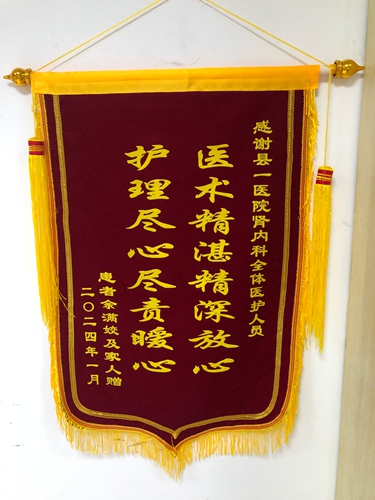 感谢县一医院肾内科全体医护人员
医术精湛精深放心
护理尽心尽责暖心
患者余满姣及家人赠
二〇二四年一月